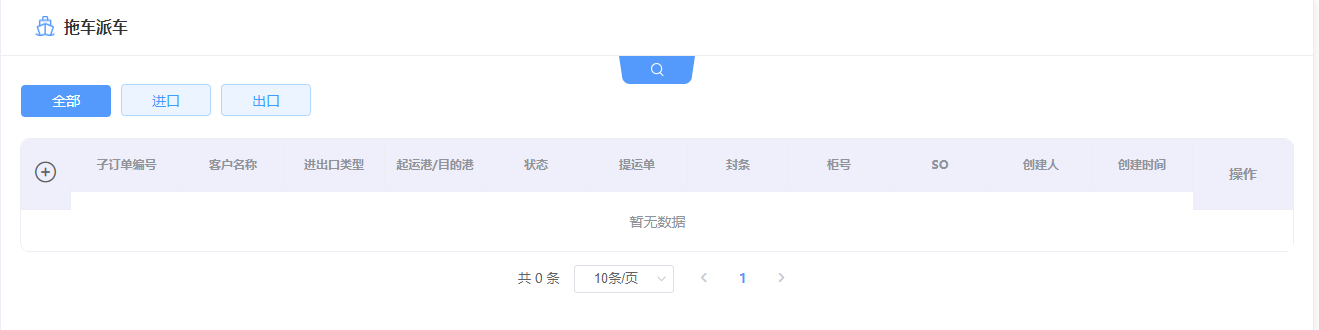 拖车派车
全部 进口 出口
子订单编号 客户名称 进出口类型 起运港/目的港 状态 提运单 封条 柜号 SO 创建人 创建时间 操作
暂无数据
共 0 条 10条/页 1